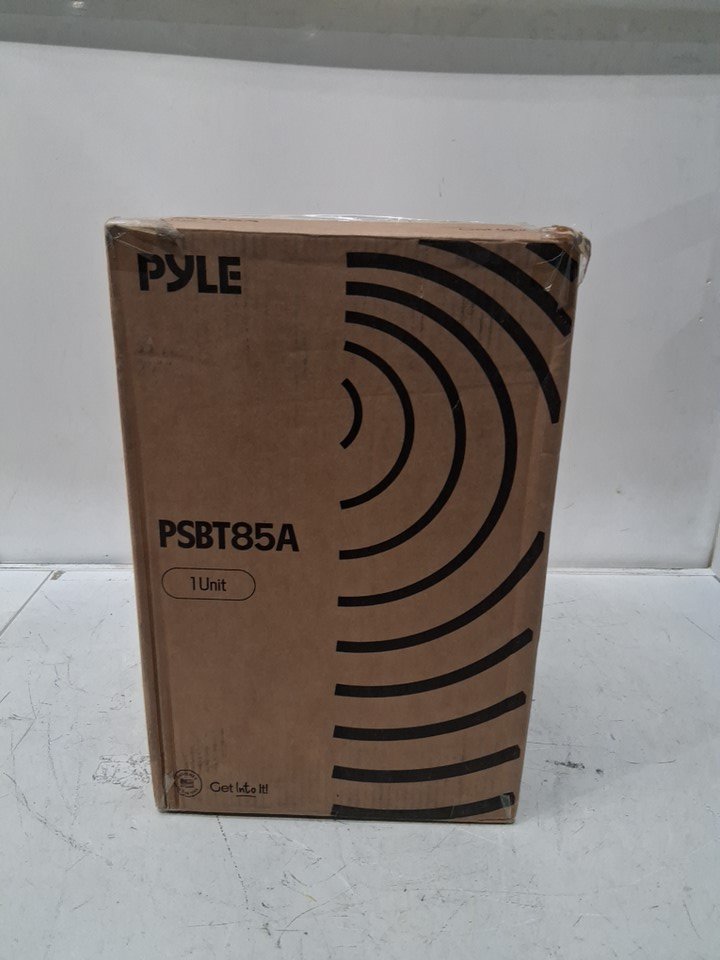 PYLE
PSBT85A
1 Unit
Get Into It!